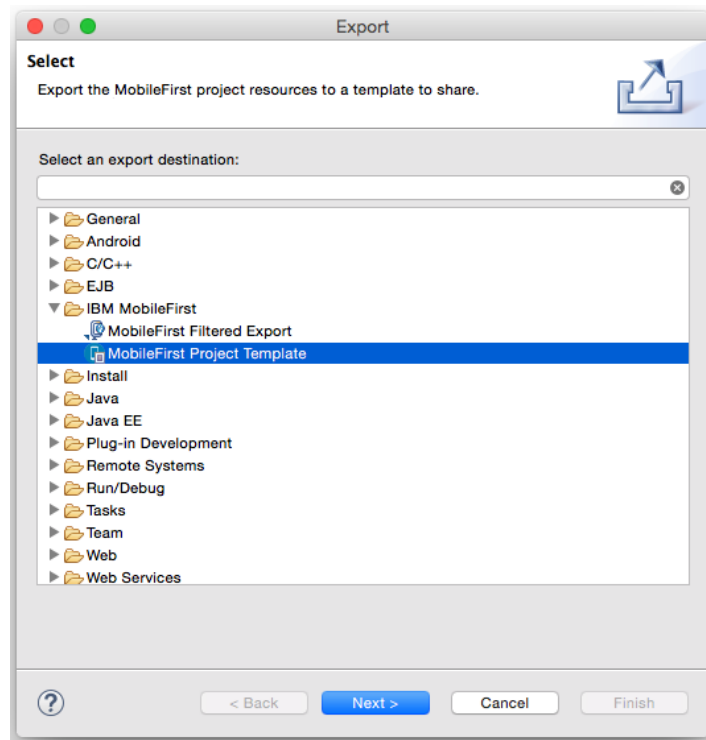 Export
Select
Export the MobileFirst project resources to a template to share.
Select an export destination:
General
Android
C/C++
EJB
IBM MobileFirst
MobileFirst Filtered Export
MobileFirst Project Template
Install
Java
Java EE
Plug-in Development
Remote Systems
Run/Debug
Tasks
Team
Web
Web Services
? < Back Next > Cancel Finish